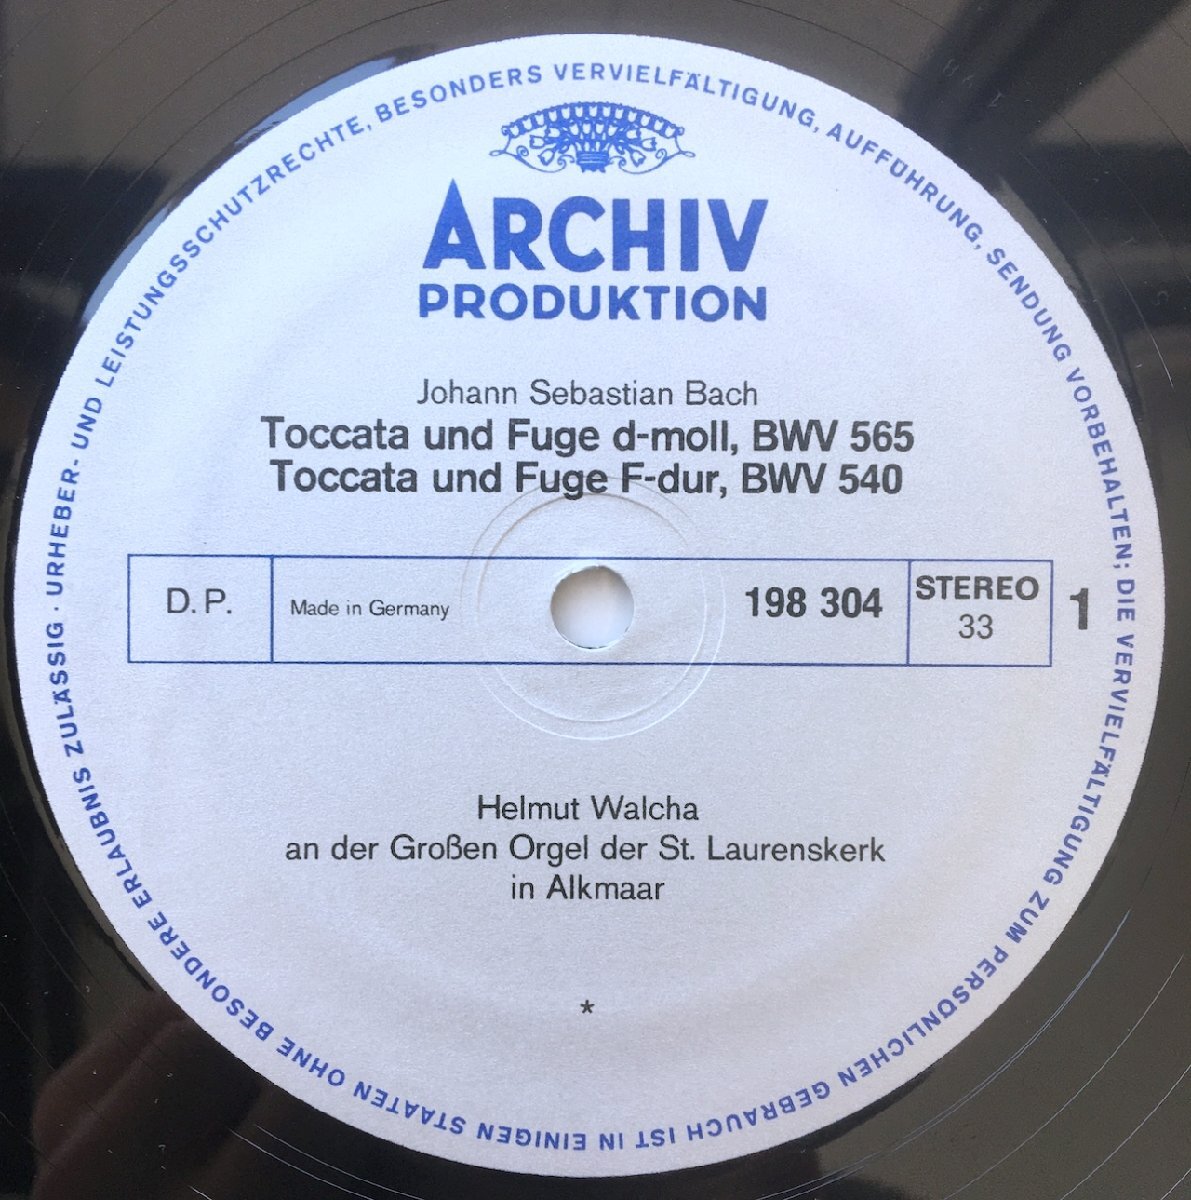 URHEBER- UND LEISTUNGSSCHUTZRECHTE, BESONDERS VERVIELFÄLTIGUNG, AUFFÜHRUNG, SENDUNG VORBEHALTEN; DIE VERVIELFÄLTIGUNG ZUM PERSÖNLICHEN GEBRAUCH IST IN EINIGEN STAATEN OHNE BESONDERE ERLAUBNIS ZULÄSSIG ·
ARCHIV
PRODUKTION
Johann Sebastian Bach
Toccata und Fuge d-moll, BWV 565
Toccata und Fuge F-dur, BWV 540
D. P.
Made in Germany
198 304
STEREO
33
1
Helmut Walcha
an der Großen Orgel der St. Laurenskerk
in Alkmaar
*